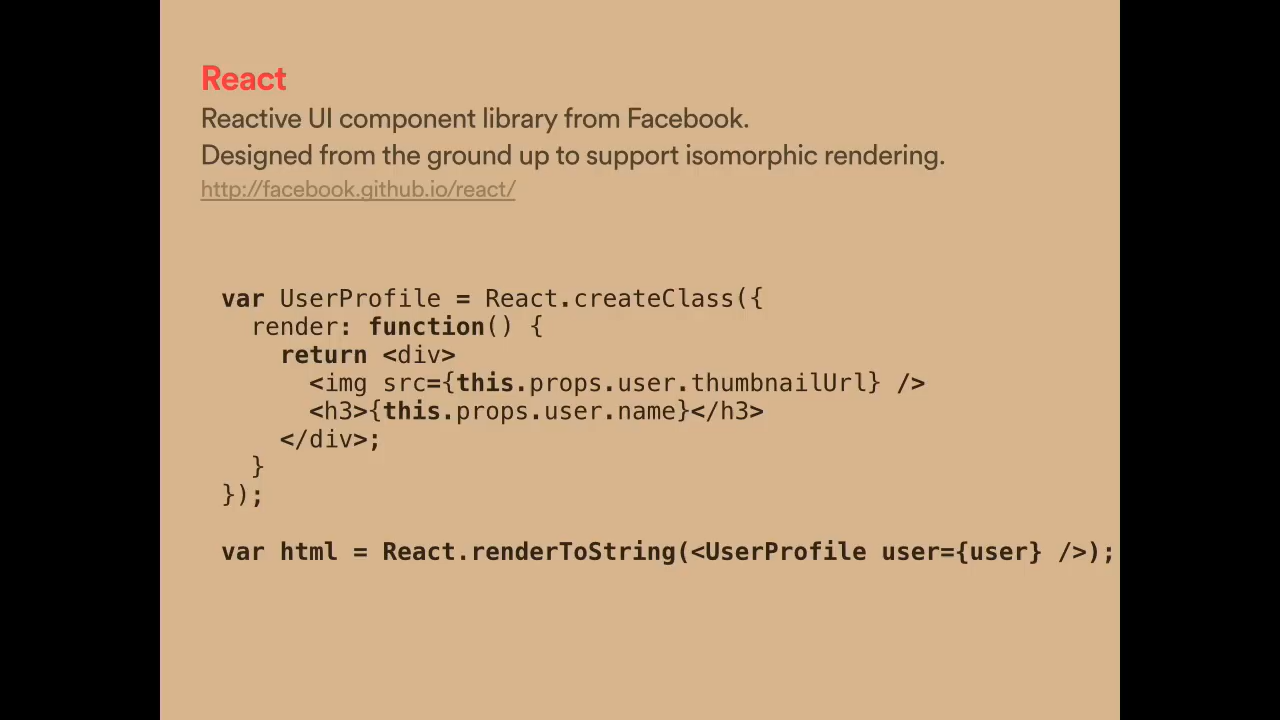 React
Reactive UI component library from Facebook.
Designed from the ground up to support isomorphic rendering.
http://facebook.github.io/react/
var UserProfile = React.createClass({
  render: function() {
    return <div>
      <img src={this.props.user.thumbnailUrl} />
      <h3>{this.props.user.name}</h3>
    </div>;
  }
});
var html = React.renderToString(<UserProfile user={user} />);